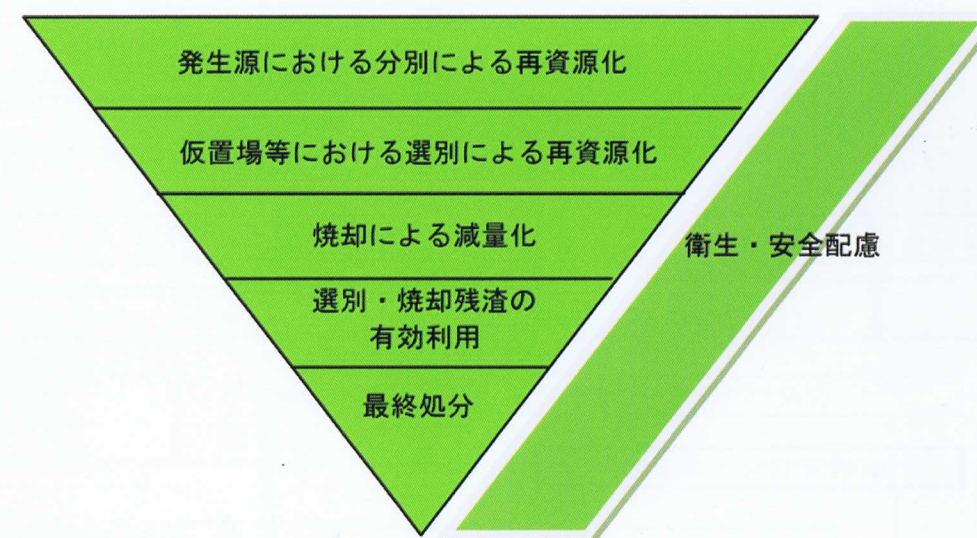 発生源における分別による再資源化
仮置場等における選別による再資源化
焼却による減量化
衛生・安全配慮
選別・焼却残渣の
有効利用
最終処分